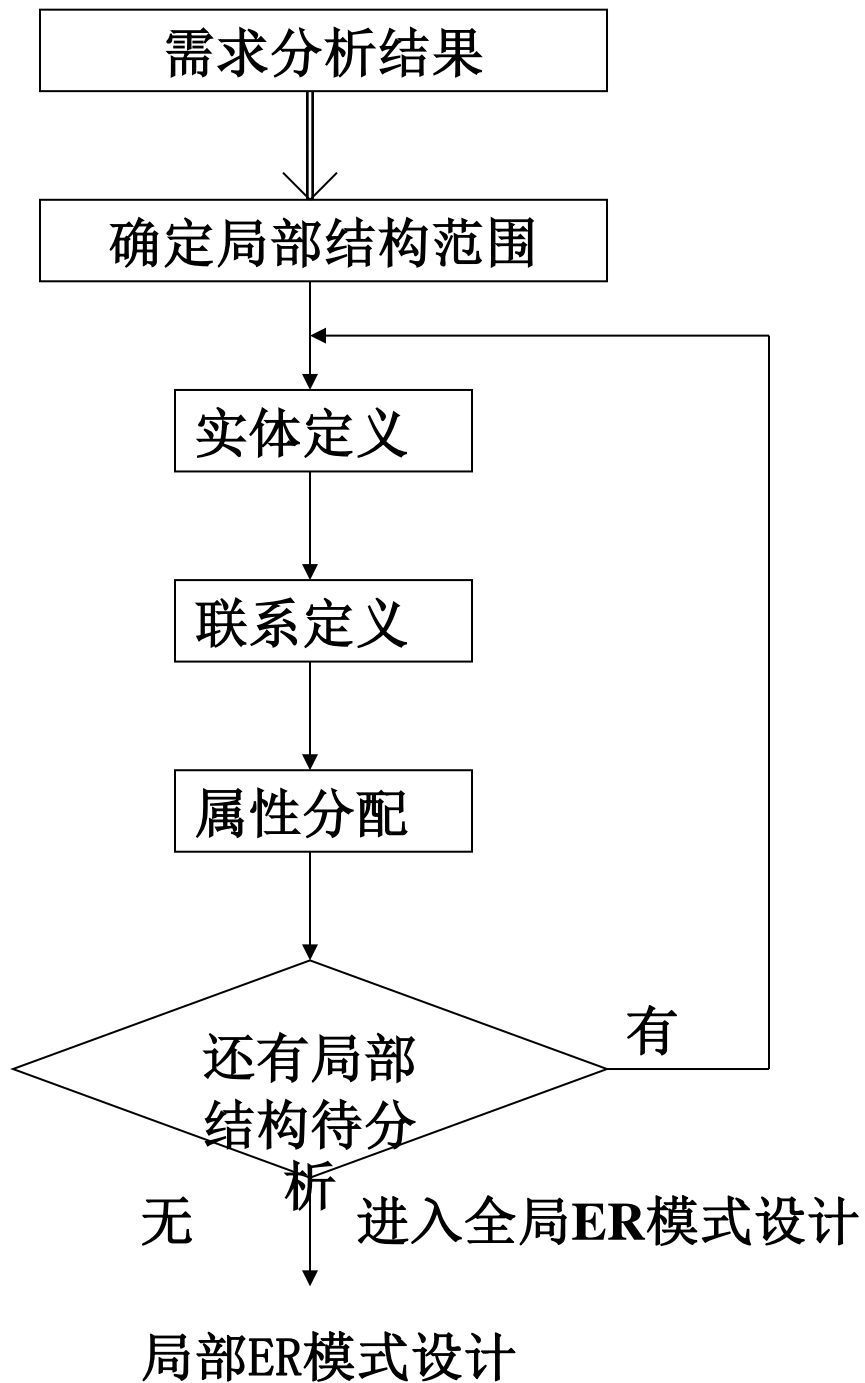 需求分析结果
确定局部结构范围
实体定义
联系定义
属性分配
有
还有局部
结构待分
析
无
进入全局ER模式设计
局部ER模式设计